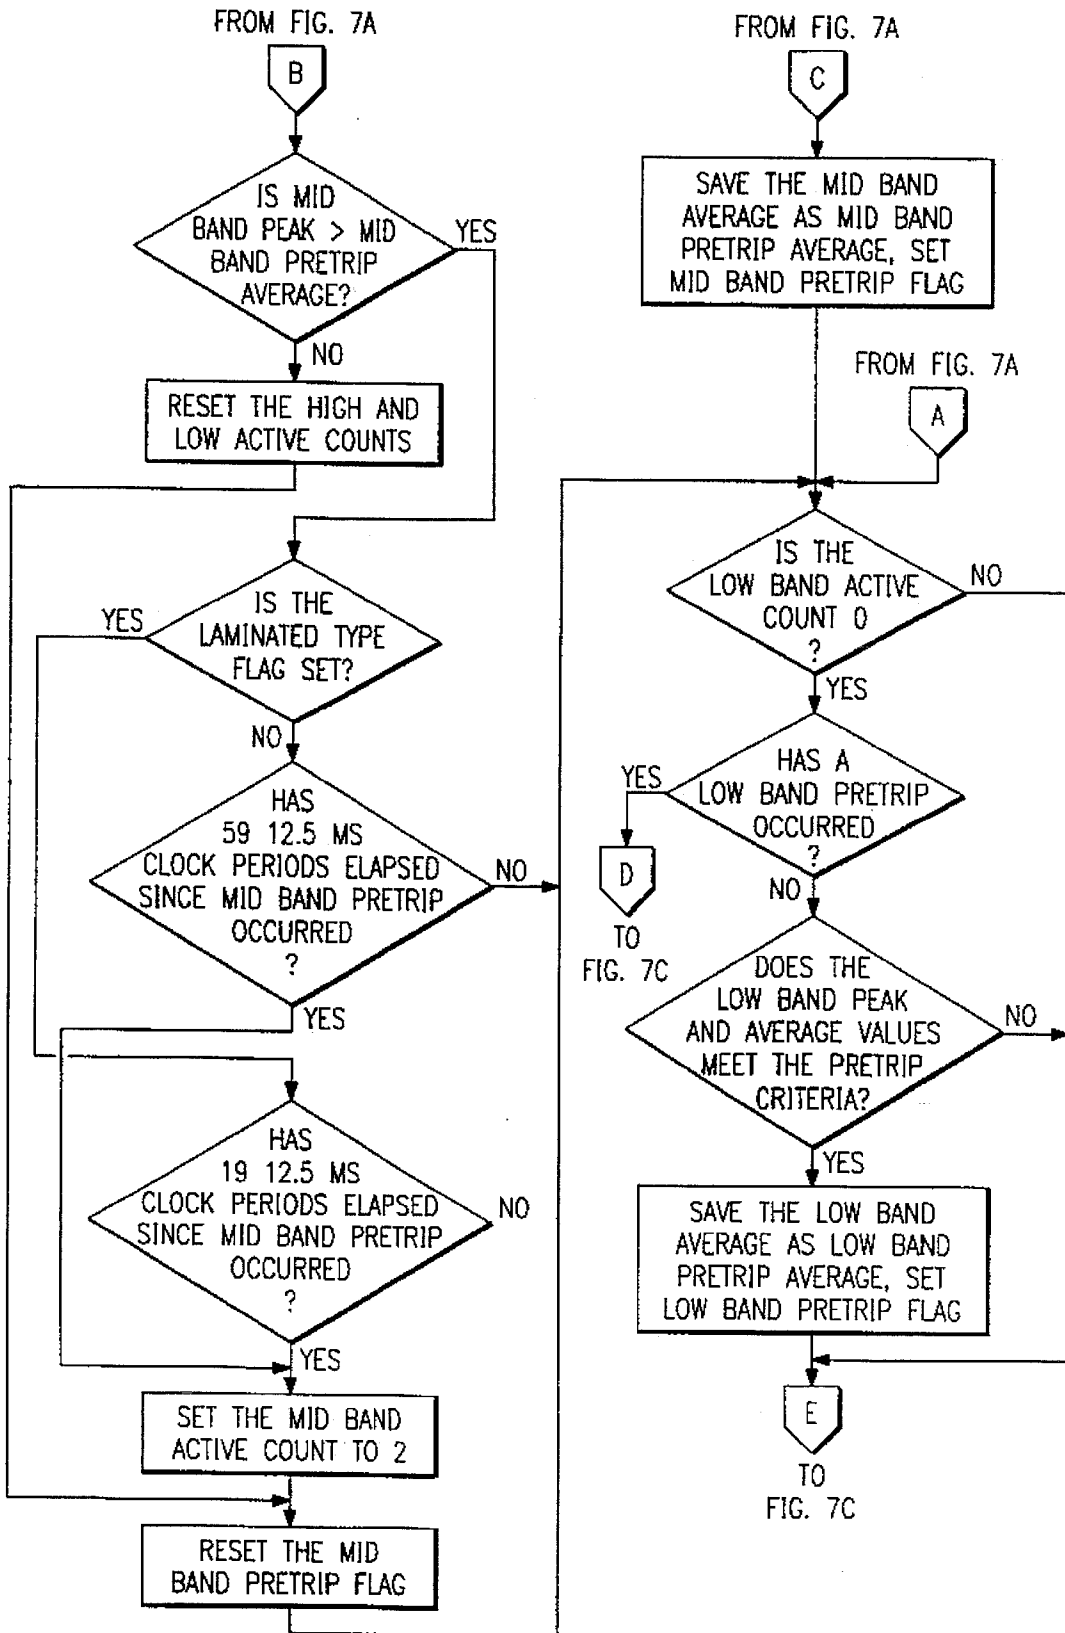 FROM FIG. 7A
B
IS MID
BAND PEAK > MID
BAND PRETRIP
AVERAGE?
YES
NO
RESET THE HIGH AND
LOW ACTIVE COUNTS
IS THE
LAMINATED TYPE
FLAG SET?
YES
NO
HAS
59 12.5 MS
CLOCK PERIODS ELAPSED
SINCE MID BAND PRETRIP
OCCURRED
?
NO
YES
HAS
19 12.5 MS
CLOCK PERIODS ELAPSED
SINCE MID BAND PRETRIP
OCCURRED
?
NO
YES
SET THE MID BAND
ACTIVE COUNT TO 2
RESET THE MID
BAND PRETRIP FLAG
FROM FIG. 7A
C
SAVE THE MID BAND
AVERAGE AS MID BAND
PRETRIP AVERAGE, SET
MID BAND PRETRIP FLAG
FROM FIG. 7A
A
IS THE
LOW BAND ACTIVE
COUNT 0
?
NO
YES
HAS A
LOW BAND PRETRIP
OCCURRED
?
YES
D
TO
FIG. 7C
NO
DOES THE
LOW BAND PEAK
AND AVERAGE VALUES
MEET THE PRETRIP
CRITERIA?
NO
YES
SAVE THE LOW BAND
AVERAGE AS LOW BAND
PRETRIP AVERAGE, SET
LOW BAND PRETRIP FLAG
E
TO
FIG. 7C